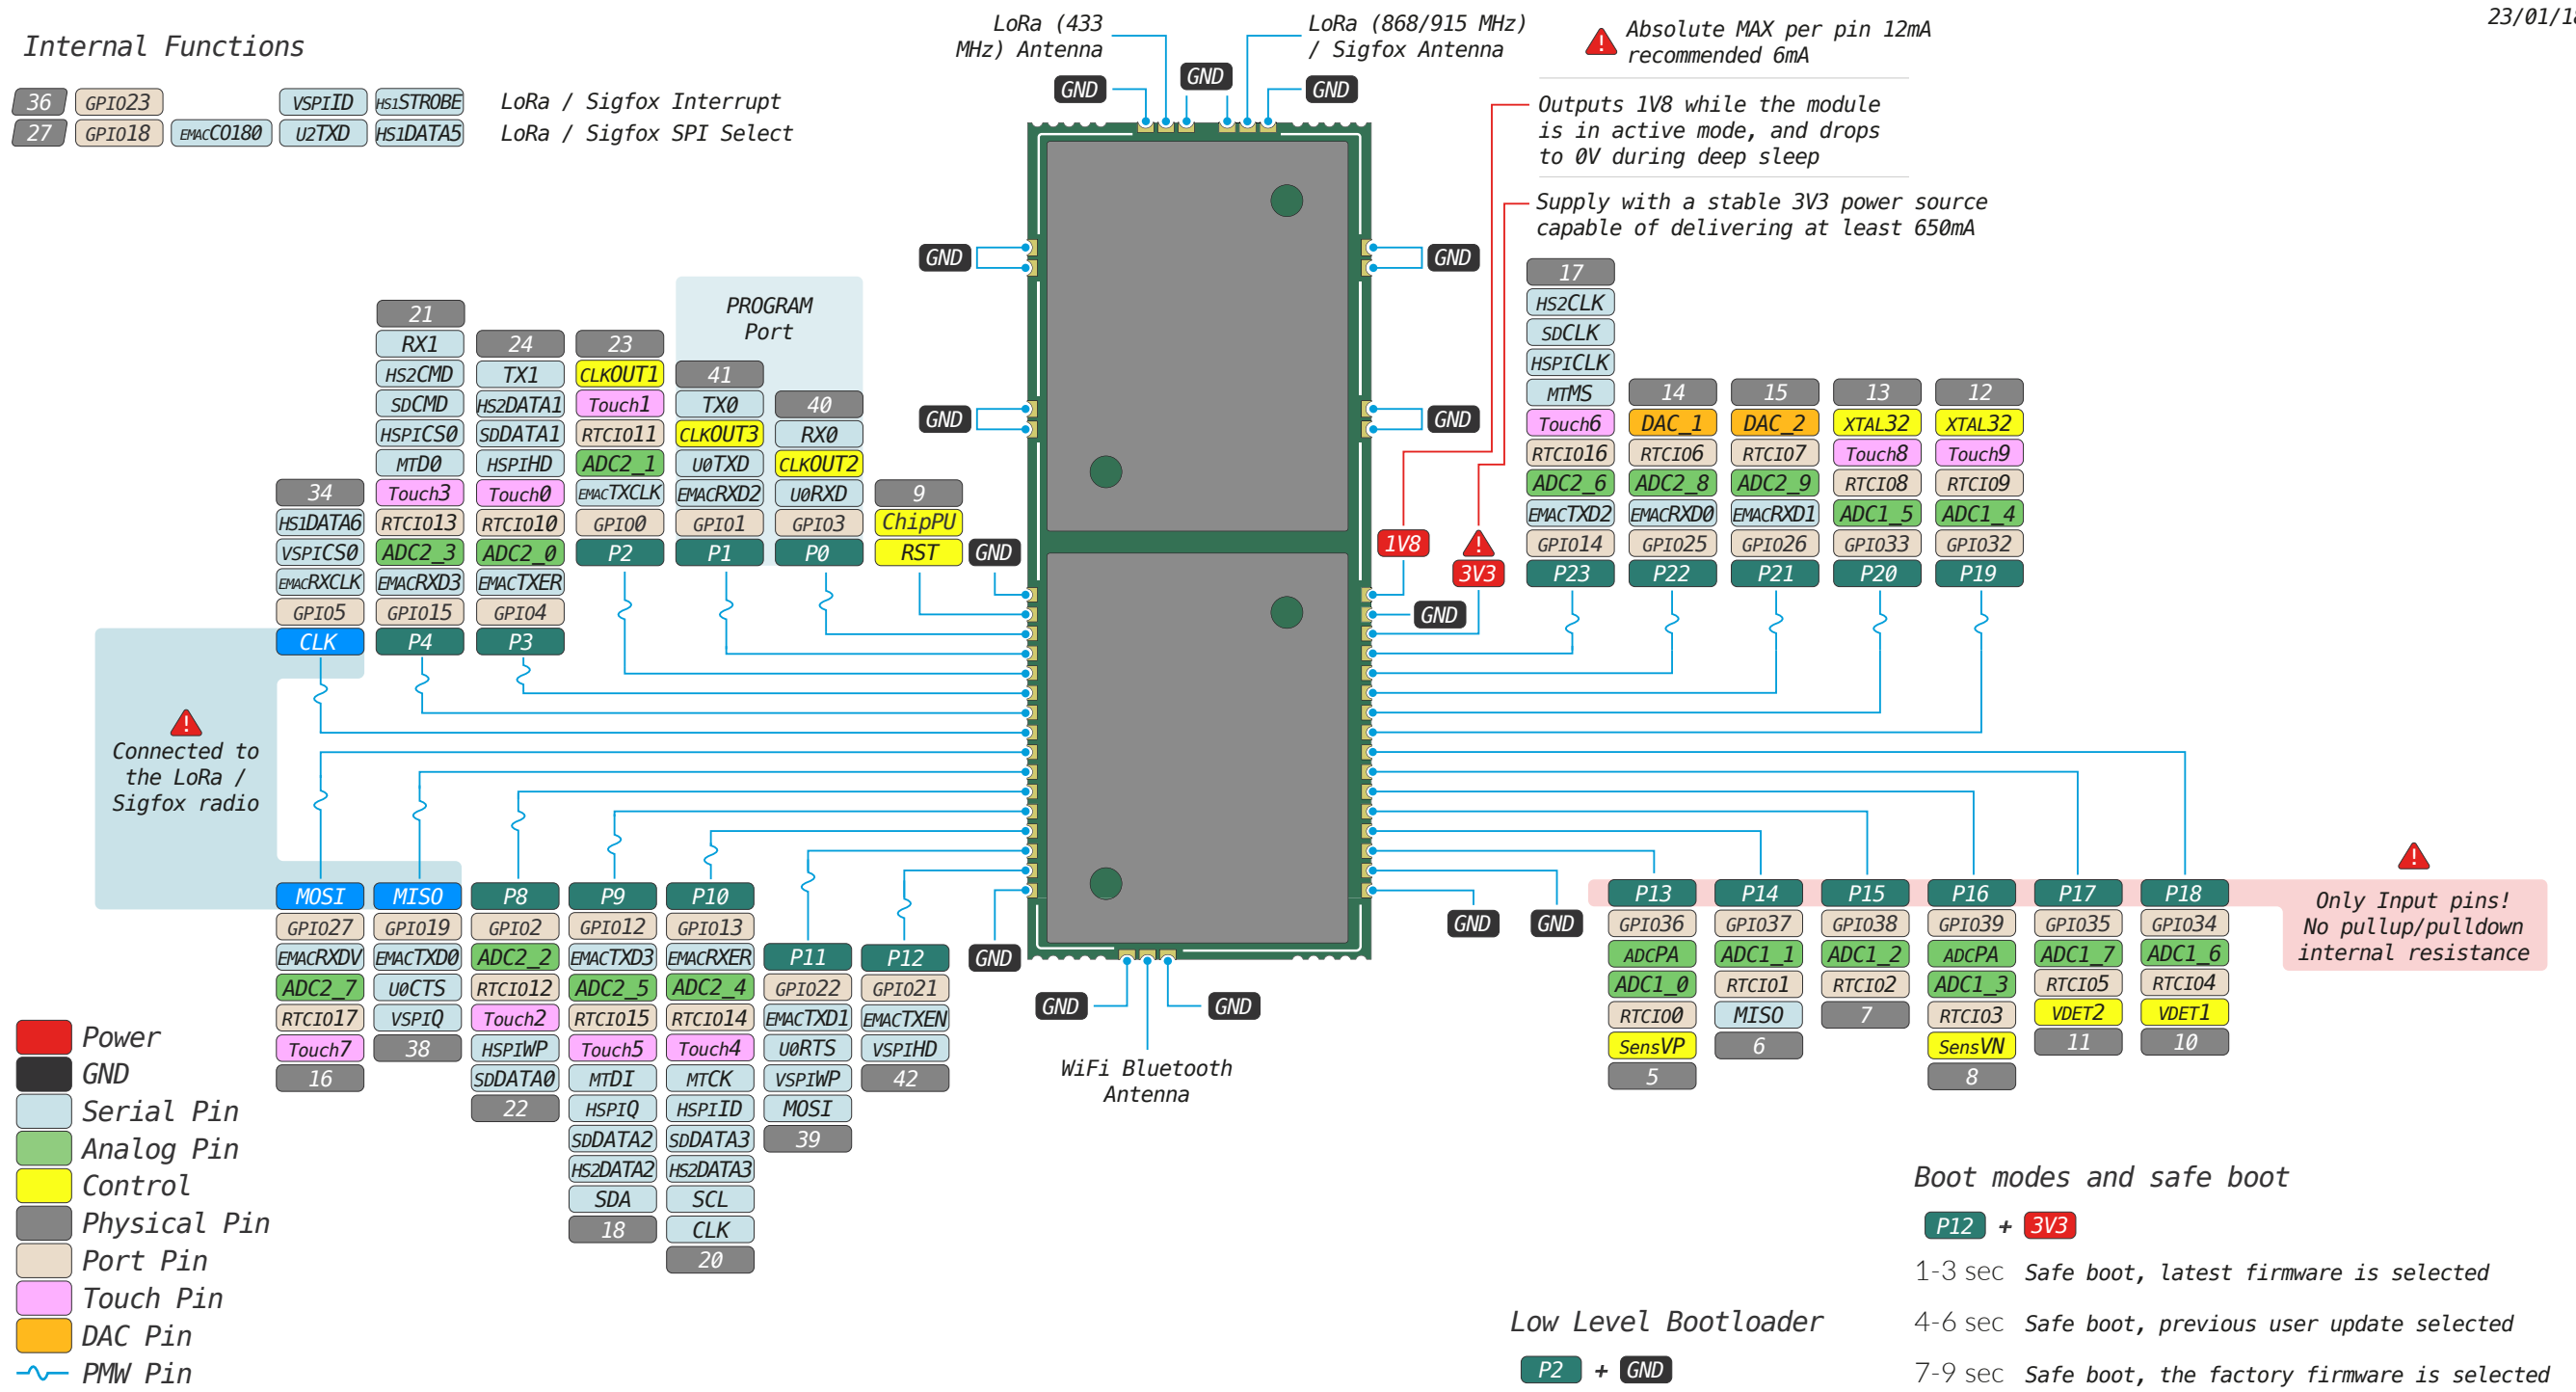 23/01/18
Internal Functions
36 GPIO23 VSPIID HS1STROBE LoRa / Sigfox Interrupt
27 GPIO18 EMACCO180 U2TXD HS1DATA5 LoRa / Sigfox SPI Select
LoRa (433
MHz) Antenna
LoRa (868/915 MHz)
/ Sigfox Antenna
GND
GND
GND
Absolute MAX per pin 12mA
recommended 6mA
Outputs 1V8 while the module
is in active mode, and drops
to 0V during deep sleep
Supply with a stable 3V3 power source
capable of delivering at least 650mA
GND
GND
GND
GND
PROGRAM
Port
34
HS1DATA6
VSPICS0
EMACRXCLK
GPIO5
CLK
21
RX1
HS2CMD
SDCMD
HSPICS0
MTD0
Touch3
RTCIO13
ADC2_3
EMACRXD3
GPIO15
P4
24
TX1
HS2DATA1
SDDATA1
HSPIHD
Touch0
RTCIO10
ADC2_0
EMACTXER
GPIO4
P3
23
CLKOUT1
Touch1
RTCIO11
ADC2_1
EMACTXCLK
GPIO0
P2
41
TX0
CLKOUT3
U0TXD
EMACRXD2
GPIO1
P1
40
RX0
CLKOUT2
U0RXD
GPIO3
P0
9
ChipPU
RST
GND
1V8
3V3
GND
17
HS2CLK
SDCLK
HSPICLK
MTMS
Touch6
RTCIO16
ADC2_6
EMACTXD2
GPIO14
P23
14
DAC_1
RTCIO6
ADC2_8
EMACRXD0
GPIO25
P22
15
DAC_2
RTCIO7
ADC2_9
EMACRXD1
GPIO26
P21
13
XTAL32
Touch8
RTCIO8
ADC1_5
GPIO33
P20
12
XTAL32
Touch9
RTCIO9
ADC1_4
GPIO32
P19
Connected to
the LoRa /
Sigfox radio
MOSI
GPIO27
EMACRXDV
ADC2_7
RTCIO17
Touch7
16
MISO
GPIO19
EMACTXD0
U0CTS
VSPIQ
38
P8
GPIO2
ADC2_2
RTCIO12
Touch2
HSPIWP
SDDATA0
22
P9
GPIO12
EMACTXD3
ADC2_5
RTCIO15
Touch5
MTDI
HSPIQ
SDDATA2
HS2DATA2
SDA
18
P10
GPIO13
EMACRXER
ADC2_4
RTCIO14
Touch4
MTCK
HSPIID
SDDATA3
HS2DATA3
SCL
CLK
20
P11
GPIO22
EMACTXD1
U0RTS
VSPIWP
MOSI
39
P12
GPIO21
EMACTXEN
VSPIHD
42
GND
GND
GND
WiFi Bluetooth
Antenna
GND
GND
P13
GPIO36
ADCPA
ADC1_0
RTCIO0
SensVP
5
P14
GPIO37
ADC1_1
RTCIO1
MISO
6
P15
GPIO38
ADC1_2
RTCIO2
7
P16
GPIO39
ADCPA
ADC1_3
RTCIO3
SensVN
8
P17
GPIO35
ADC1_7
RTCIO5
VDET2
11
P18
GPIO34
ADC1_6
RTCIO4
VDET1
10
Only Input pins!
No pullup/pulldown
internal resistance
Power
GND
Serial Pin
Analog Pin
Control
Physical Pin
Port Pin
Touch Pin
DAC Pin
PMW Pin
Low Level Bootloader
P2 + GND
Boot modes and safe boot
P12 + 3V3
1-3 sec Safe boot, latest firmware is selected
4-6 sec Safe boot, previous user update selected
7-9 sec Safe boot, the factory firmware is selected